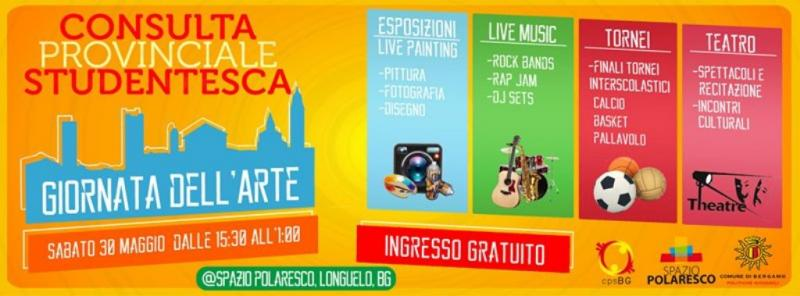 CONSULTA
PROVINCIALE
STUDENTESCA
GIORNATA DELL'ARTE
SABATO 30 MAGGIO DALLE 15:30 ALL'1:00
@SPAZIO POLARESCO, LONGUELO, BG
ESPOSIZIONI
LIVE PAINTING
-PITTURA
-FOTOGRAFIA
-DISEGNO
LIVE MUSIC
-ROCK BANDS
-RAP JAM
-DJ SETS
TORNEI
-FINALI TORNEI
INTERSCOLASTICI
CALCIO
BASKET
PALLAVOLO
TEATRO
-SPETTACOLI E
RECITAZIONE
-INCONTRI
CULTURALI
Theatre
INGRESSO GRATUITO
cpsBG
SPAZIO
POLARESCO
COMUNE DI BERGAMO
POLITICHE GIOVANILI